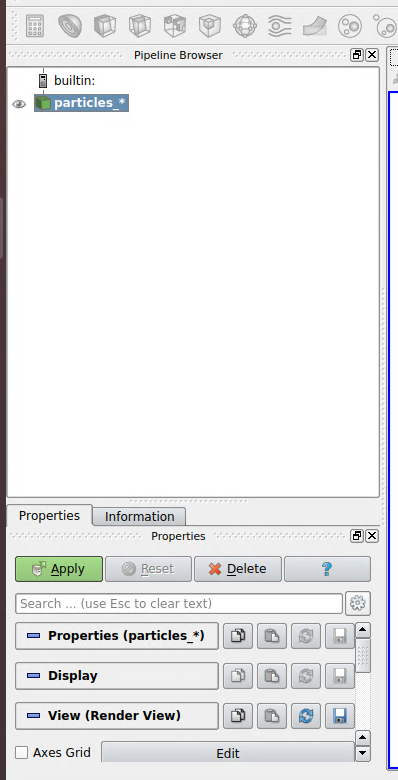 Pipeline Browser
builtin:
particles_*
Properties
Information
Properties
Apply
Reset
Delete
?
Search ... (use Esc to clear text)
Properties (particles_*)
Display
View (Render View)
Axes Grid
Edit